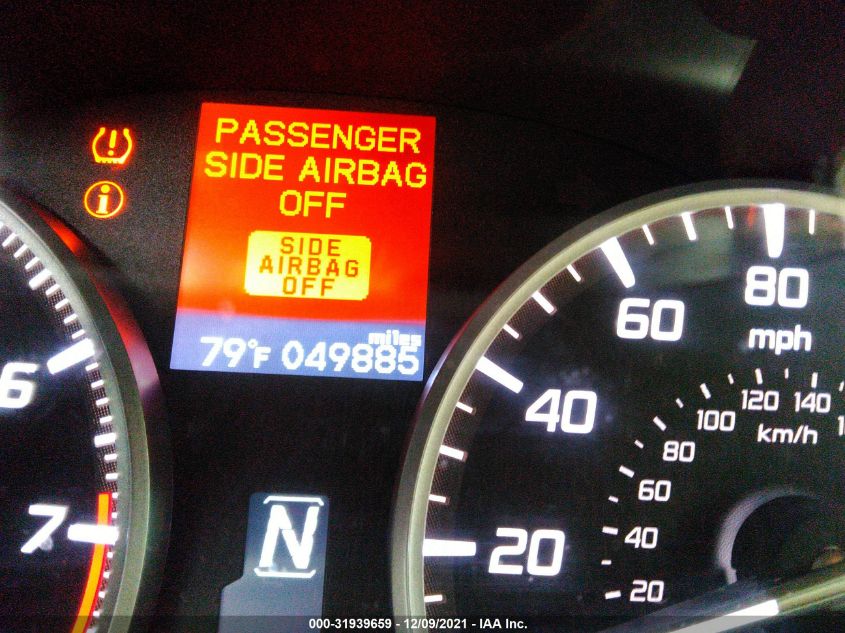 PASSENGER
SIDE AIRBAG
OFF
SIDE
AIRBAG
OFF
miles
79°F 049885
6
7
N
80
60
mph
40
120 140
100
km/h
80
60
20
40
20
000-31939659 - 12/09/2021 - IAA Inc.